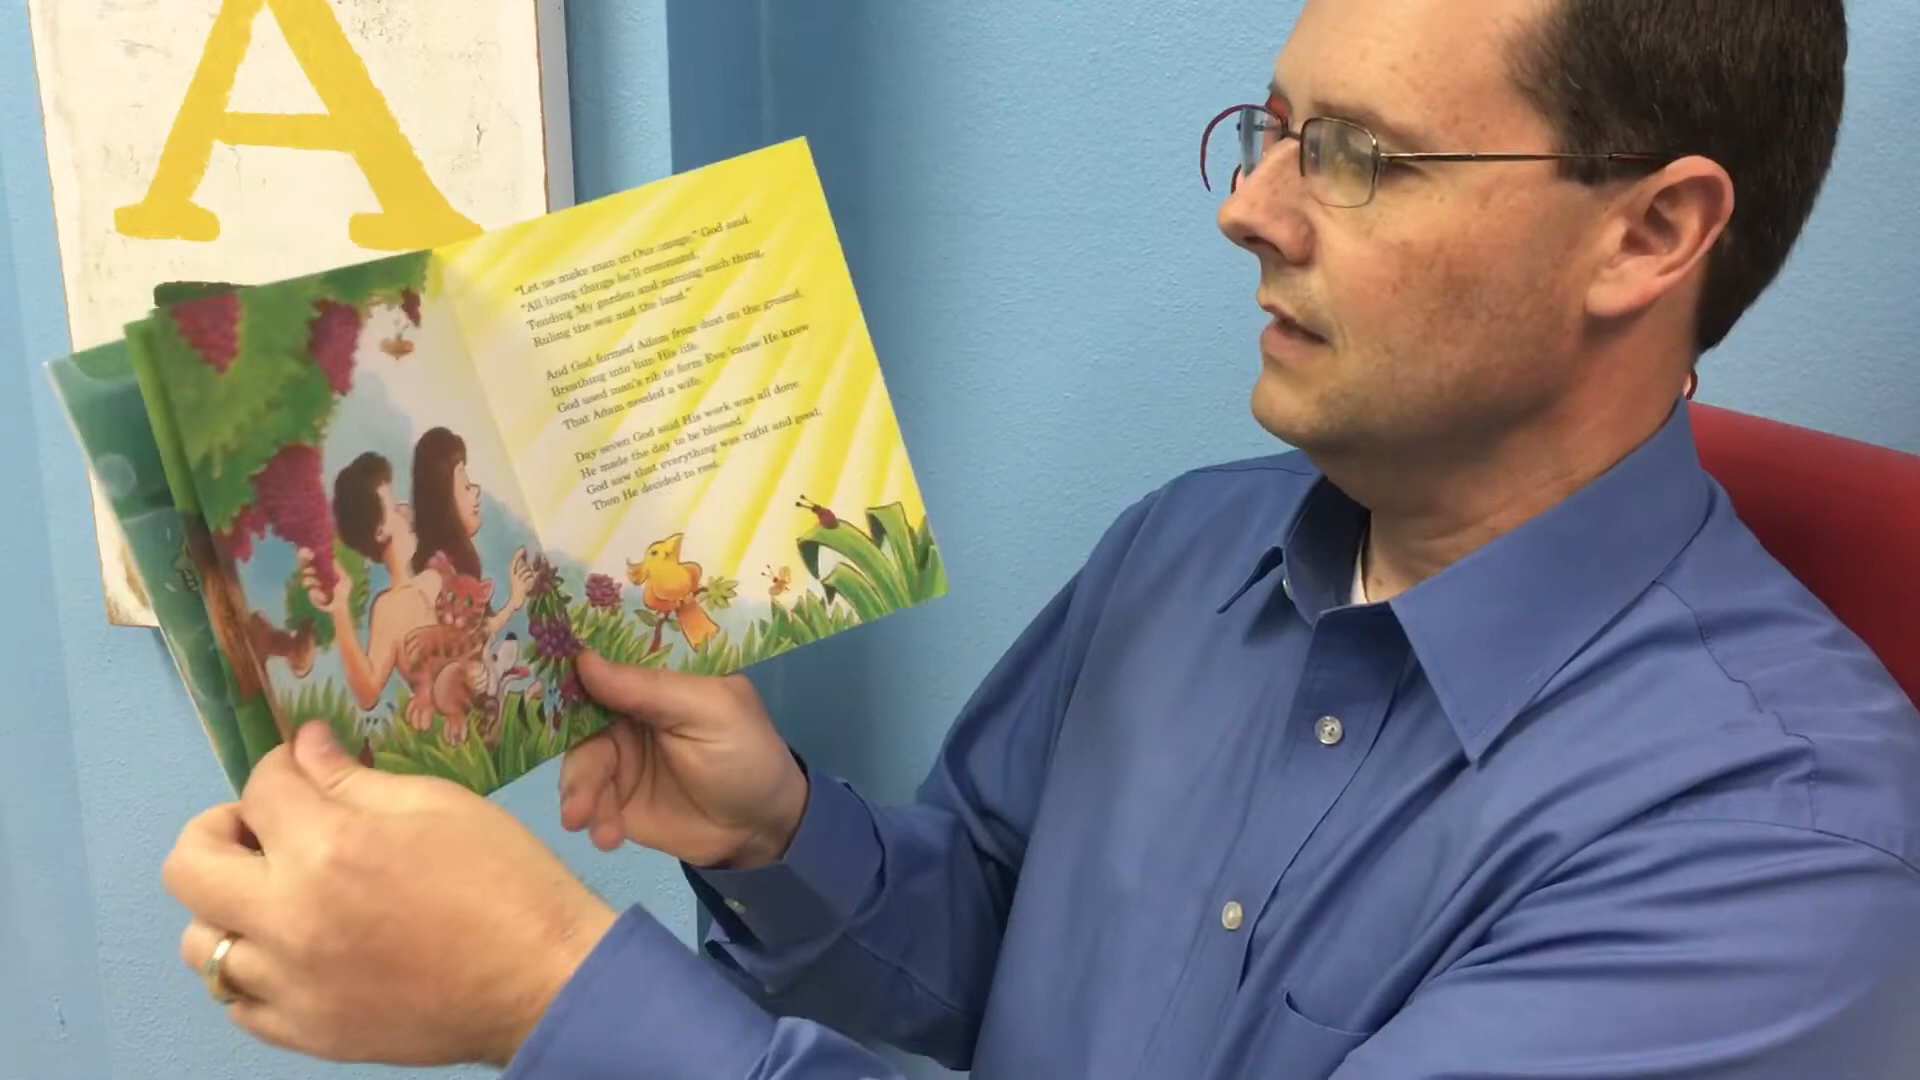 A
"Let us make man in Our image," God said.
"All living things he'll command,
Tending My garden and naming each thing,
Ruling the sea and the land."
And God formed Adam from dust on the ground,
Breathing into him His life.
God used man's rib to form Eve 'cause He knew
That Adam needed a wife.
Day seven God said His work was all done.
He made the day to be blessed.
God saw that everything was right and good;
Then He decided to rest.